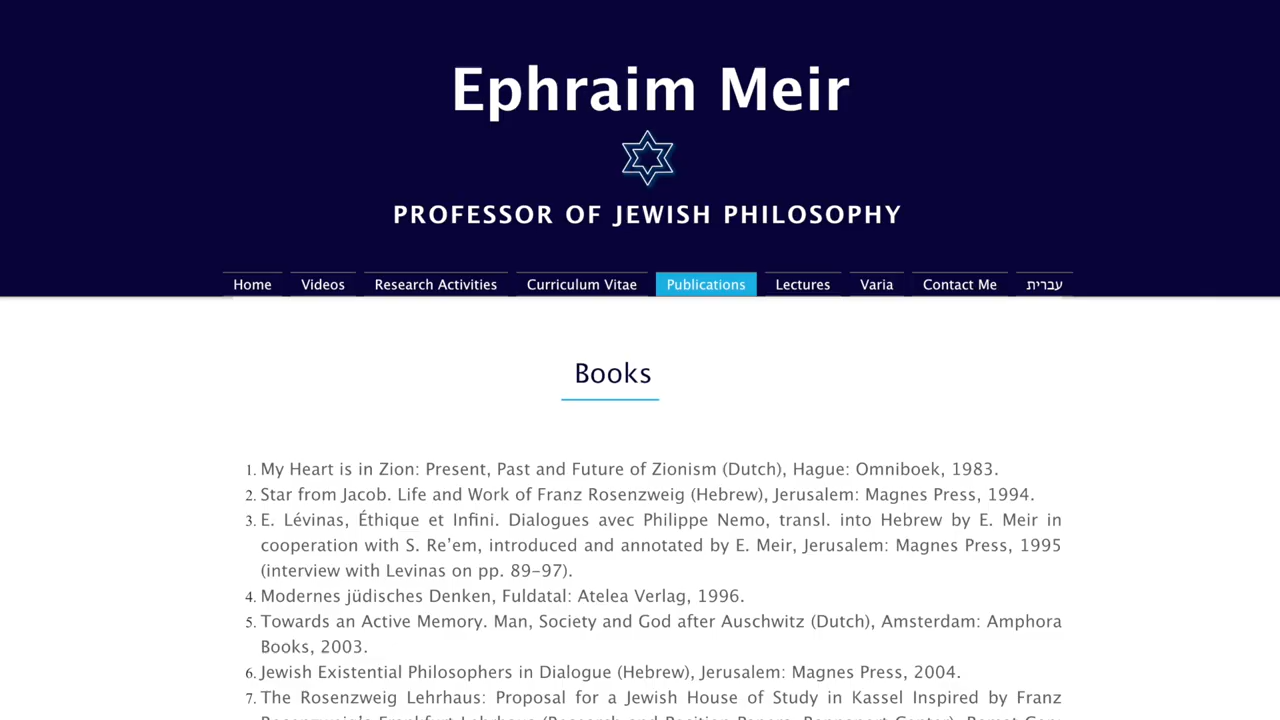 Ephraim Meir
PROFESSOR OF JEWISH PHILOSOPHY
Home Videos Research Activities Curriculum Vitae Publications Lectures Varia Contact Me עברית
Books
1. My Heart is in Zion: Present, Past and Future of Zionism (Dutch), Hague: Omniboek, 1983.
2. Star from Jacob. Life and Work of Franz Rosenzweig (Hebrew), Jerusalem: Magnes Press, 1994.
3. E. Lévinas, Éthique et Infini. Dialogues avec Philippe Nemo, transl. into Hebrew by E. Meir in
cooperation with S. Re’em, introduced and annotated by E. Meir, Jerusalem: Magnes Press, 1995
(interview with Levinas on pp. 89–97).
4. Modernes jüdisches Denken, Fuldatal: Atelea Verlag, 1996.
5. Towards an Active Memory. Man, Society and God after Auschwitz (Dutch), Amsterdam: Amphora
Books, 2003.
6. Jewish Existential Philosophers in Dialogue (Hebrew), Jerusalem: Magnes Press, 2004.
7. The Rosenzweig Lehrhaus: Proposal for a Jewish House of Study in Kassel Inspired by Franz